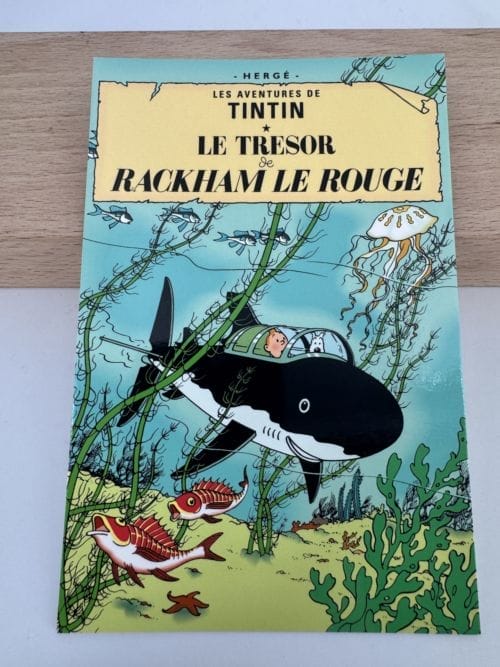 - HERGÉ -
LES AVENTURES DE
TINTIN
LE TRESOR
de
RACKHAM LE ROUGE